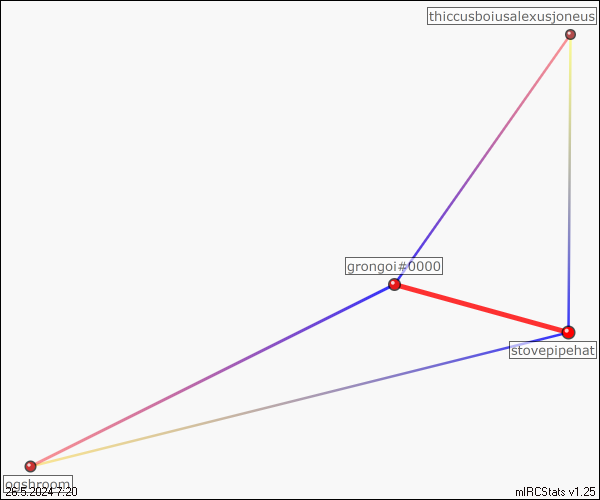 thiccusboiusalexusjoneus
grongoi#0000
stovepipehat
ogshroom
26.5.2024 7:20
mIRCStats v1.25